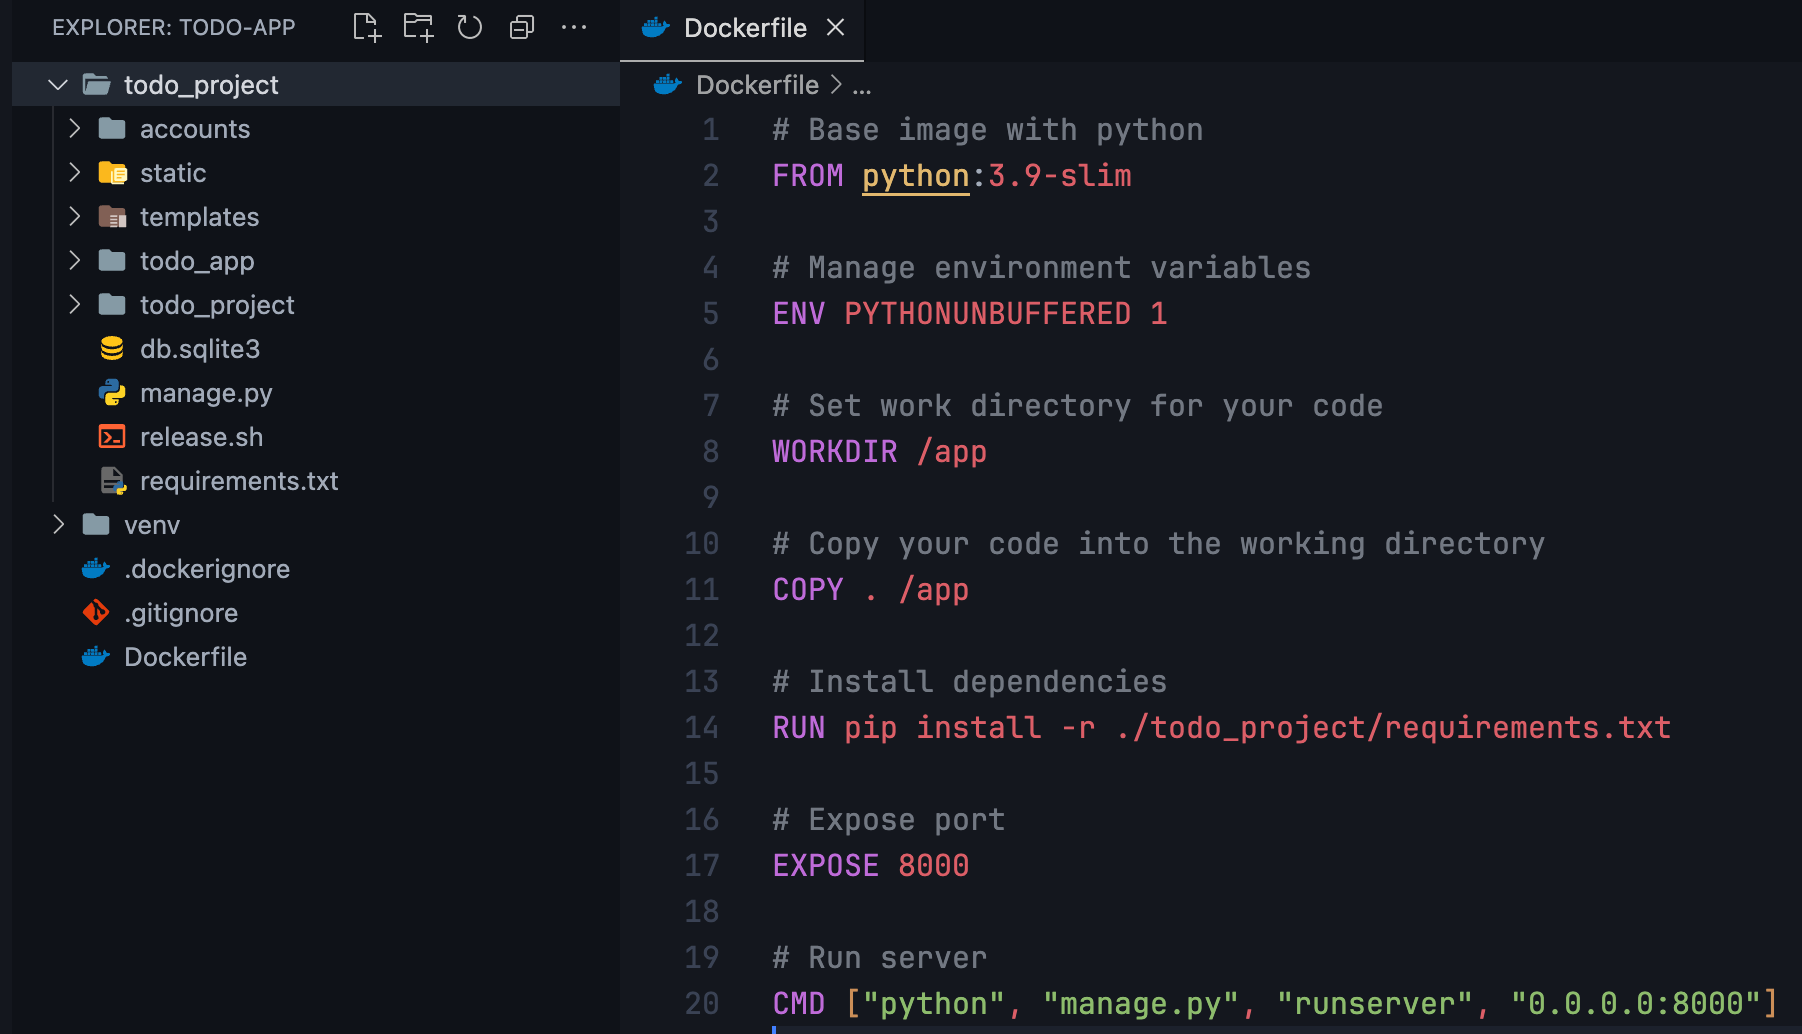 EXPLORER: TODO-APP
todo_project
accounts
static
templates
todo_app
todo_project
db.sqlite3
manage.py
release.sh
requirements.txt
venv
.dockerignore
.gitignore
Dockerfile
Dockerfile
Dockerfile > ...
1 # Base image with python
2 FROM python:3.9-slim
3
4 # Manage environment variables
5 ENV PYTHONUNBUFFERED 1
6
7 # Set work directory for your code
8 WORKDIR /app
9
10 # Copy your code into the working directory
11 COPY . /app
12
13 # Install dependencies
14 RUN pip install -r ./todo_project/requirements.txt
15
16 # Expose port
17 EXPOSE 8000
18
19 # Run server
20 CMD ["python", "manage.py", "runserver", "0.0.0.0:8000"]